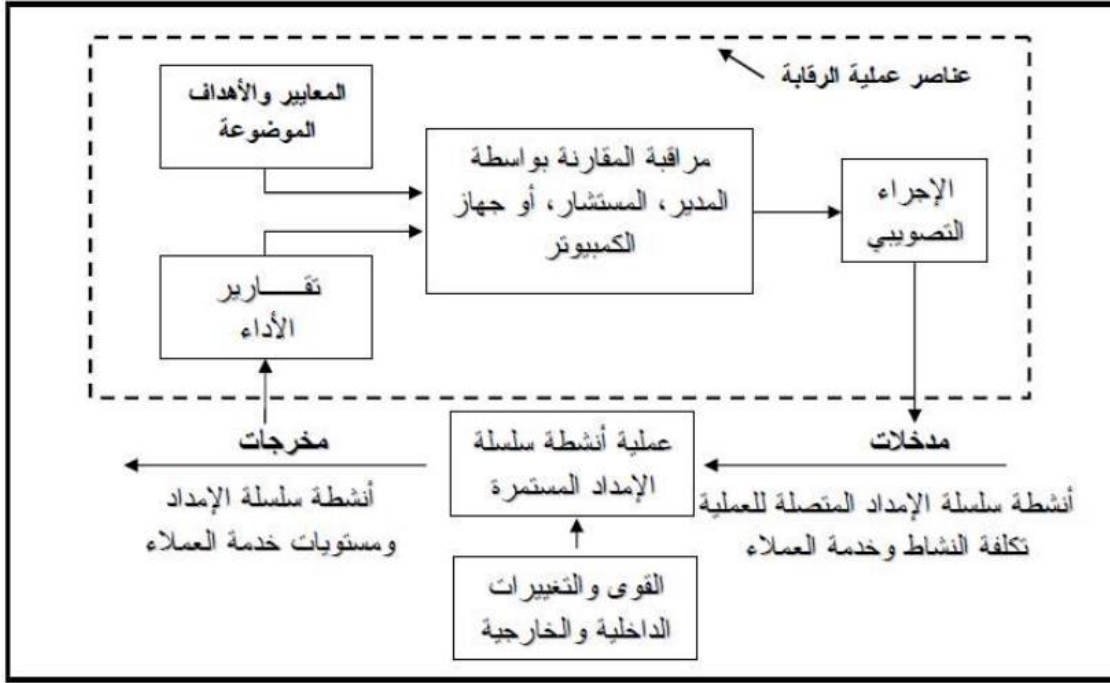 عناصر عملية الرقابة
المعايير والأهداف
الموضوعة
مراقبة المقارنة بواسطة
المدير، المستشار، أو جهاز
الكمبيوتر
الإجراء
التصويبي
تقـــــارير
الأداء
مدخلات
أنشطة سلسلة الإمداد المتصلة للعملية
تكلفة النشاط وخدمة العملاء
عملية أنشطة سلسلة
الإمداد المستمرة
مخرجات
أنشطة سلسلة الإمداد
ومستويات خدمة العملاء
القوى والتغييرات
الداخلية والخارجية